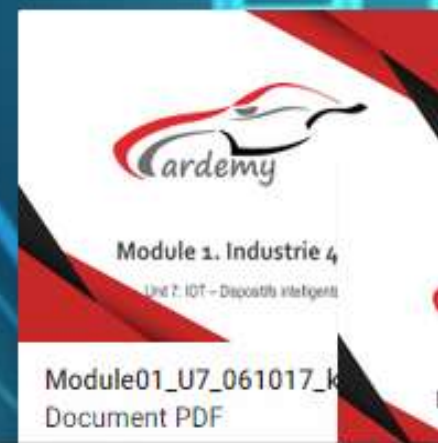 Cardemy
Module 1. Industrie 4
Unit 7: IOT – Dispositifs intelligents
Module01_U7_061017_k
Document PDF